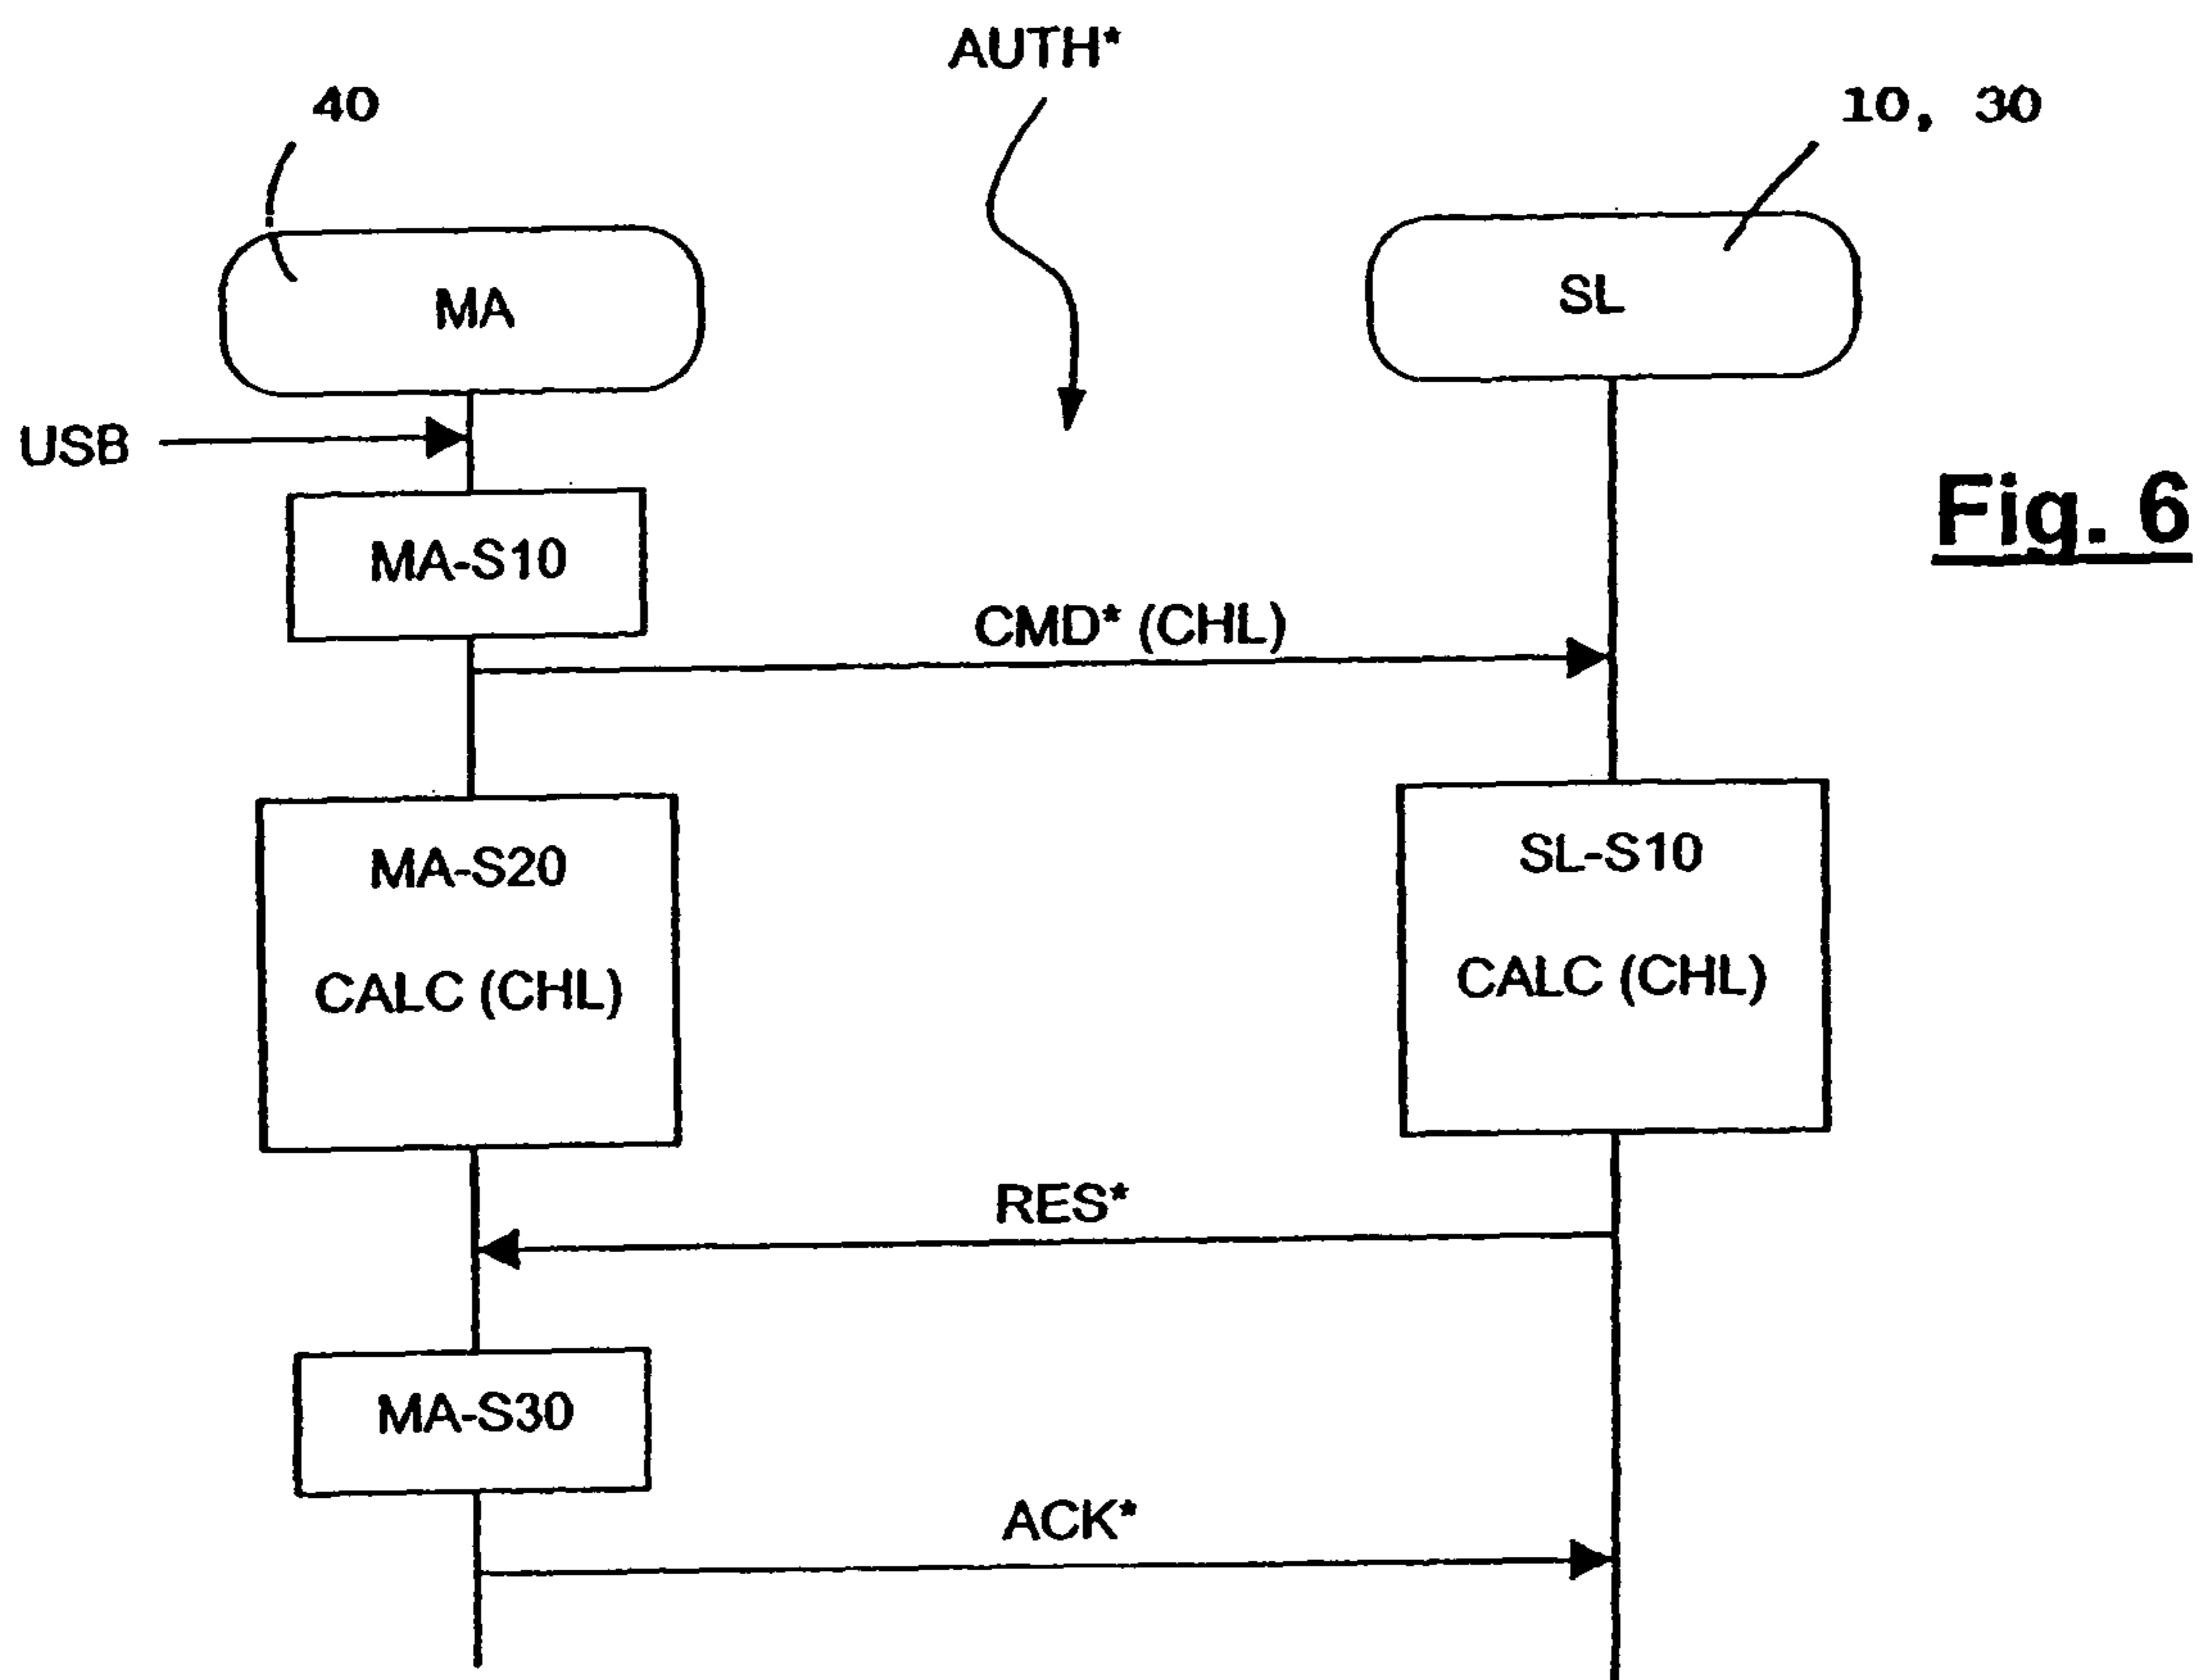 AUTH*
40
10, 30
MA
SL
USB
Fig. 6
MA-S10
CMD* (CHL)
MA-S20
CALC (CHL)
SL-S10
CALC (CHL)
RES*
MA-S30
ACK*